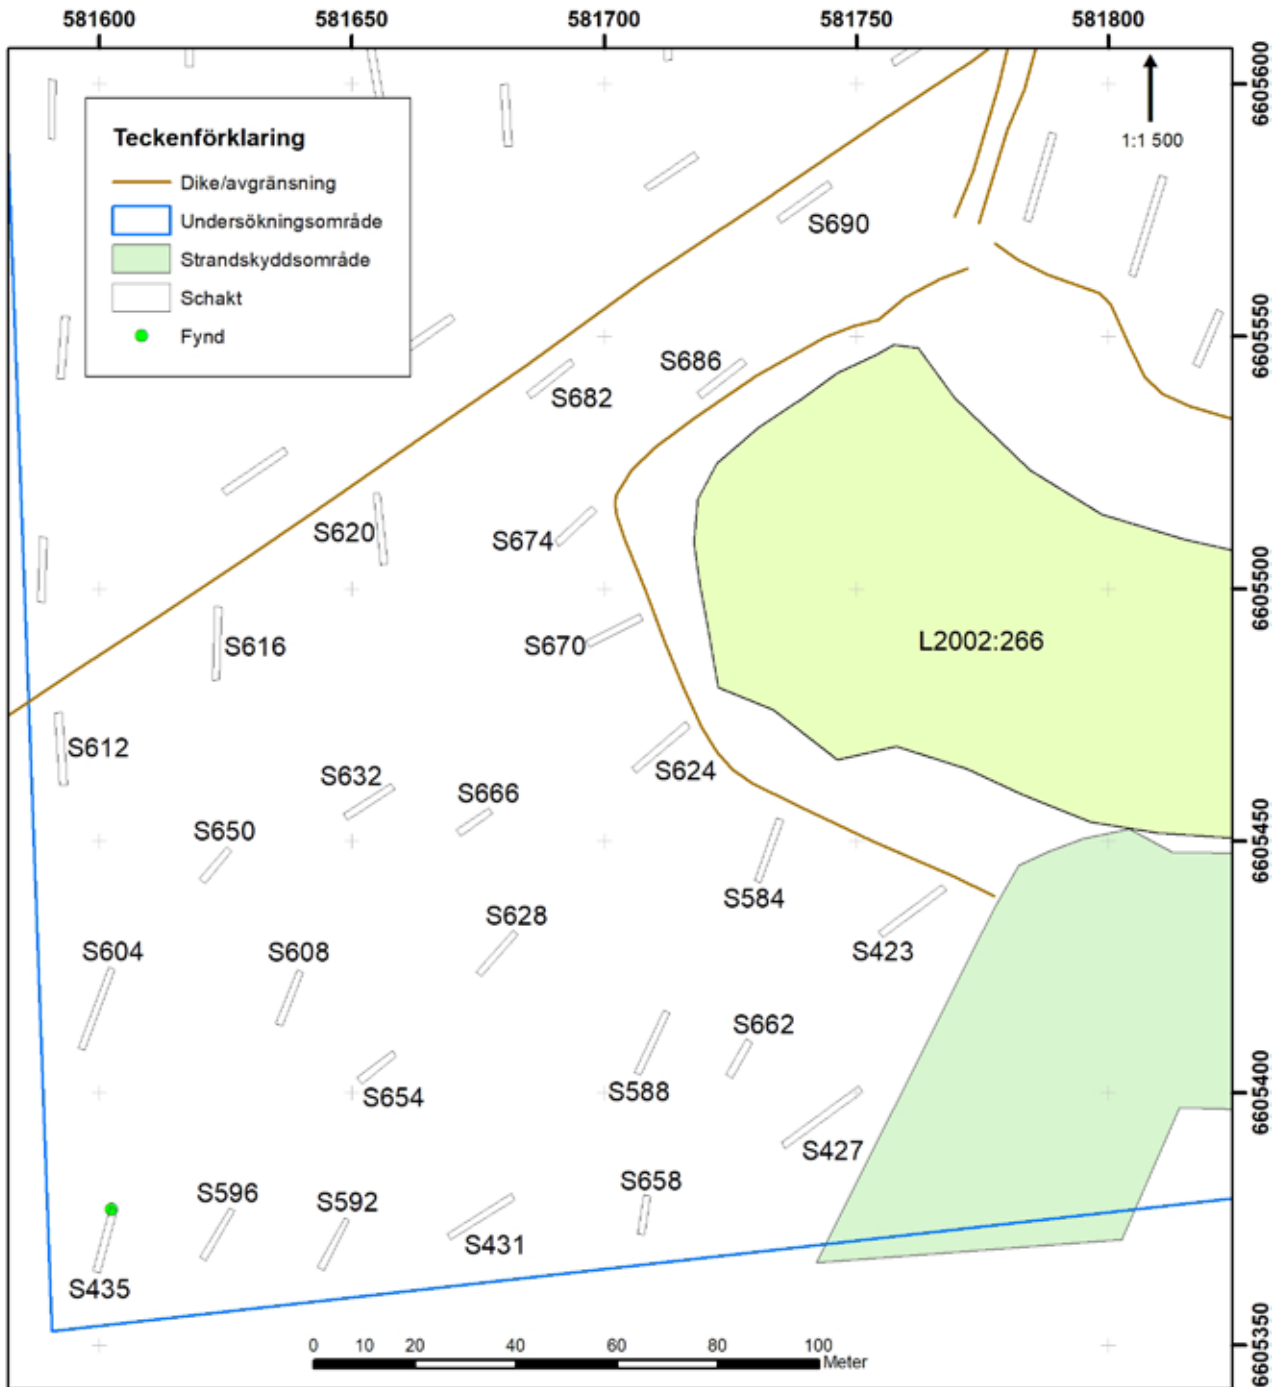 581600 581650 581700 581750 581800
6605600
1:1 500
Teckenförklaring
Dike/avgränsning
Undersökningsområde
Strandskyddsområde
Schakt
Fynd
S690
6605550
S686
S682
S620
S674
6605500
S616
S670
L2002:266
S612
S624
S632
S666
S650
6605450
S584
S628
S423
S604
S608
S662
S654
S588
6605400
S427
S658
S596
S592
S431
S435
6605350
0 10 20 40 60 80 100
Meter